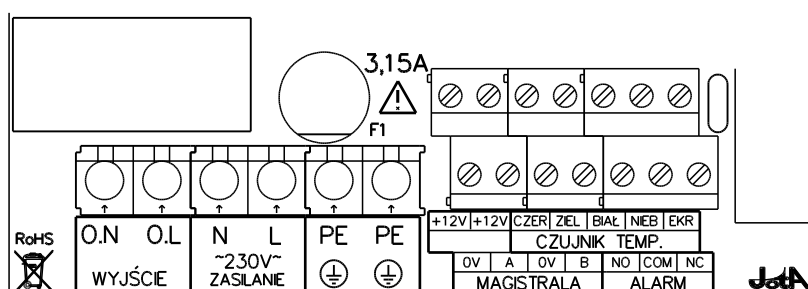 3,15A
F1
+12V +12V CZER ZIEL BIAŁ NIEB EKR
CZUJNIK TEMP.
0V A 0V B NO COM NC
MAGISTRALA ALARM
RoHS
O.N O.L N L PE PE
~230V~
WYJŚCIE ZASILANIE
JotA